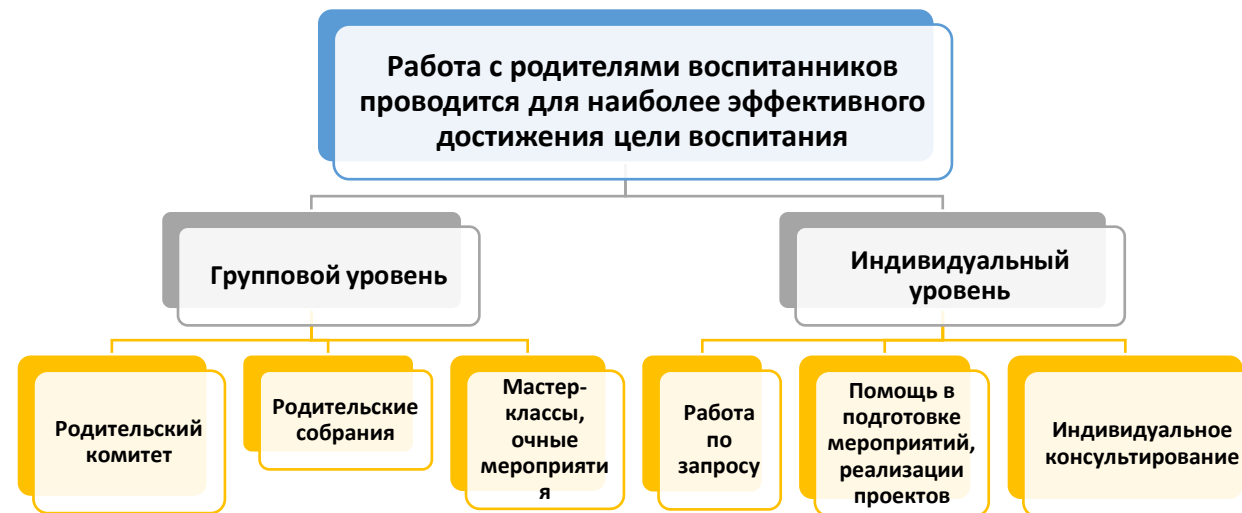 Работа с родителями воспитанников
проводится для наиболее эффективного
достижения цели воспитания
Групповой уровень
Индивидуальный
уровень
Родительский
комитет
Родительские
собрания
Мастер-
классы,
очные
мероприяти
я
Работа
по
запросу
Помощь в
подготовке
мероприятий,
реализации
проектов
Индивидуальное
консультирование